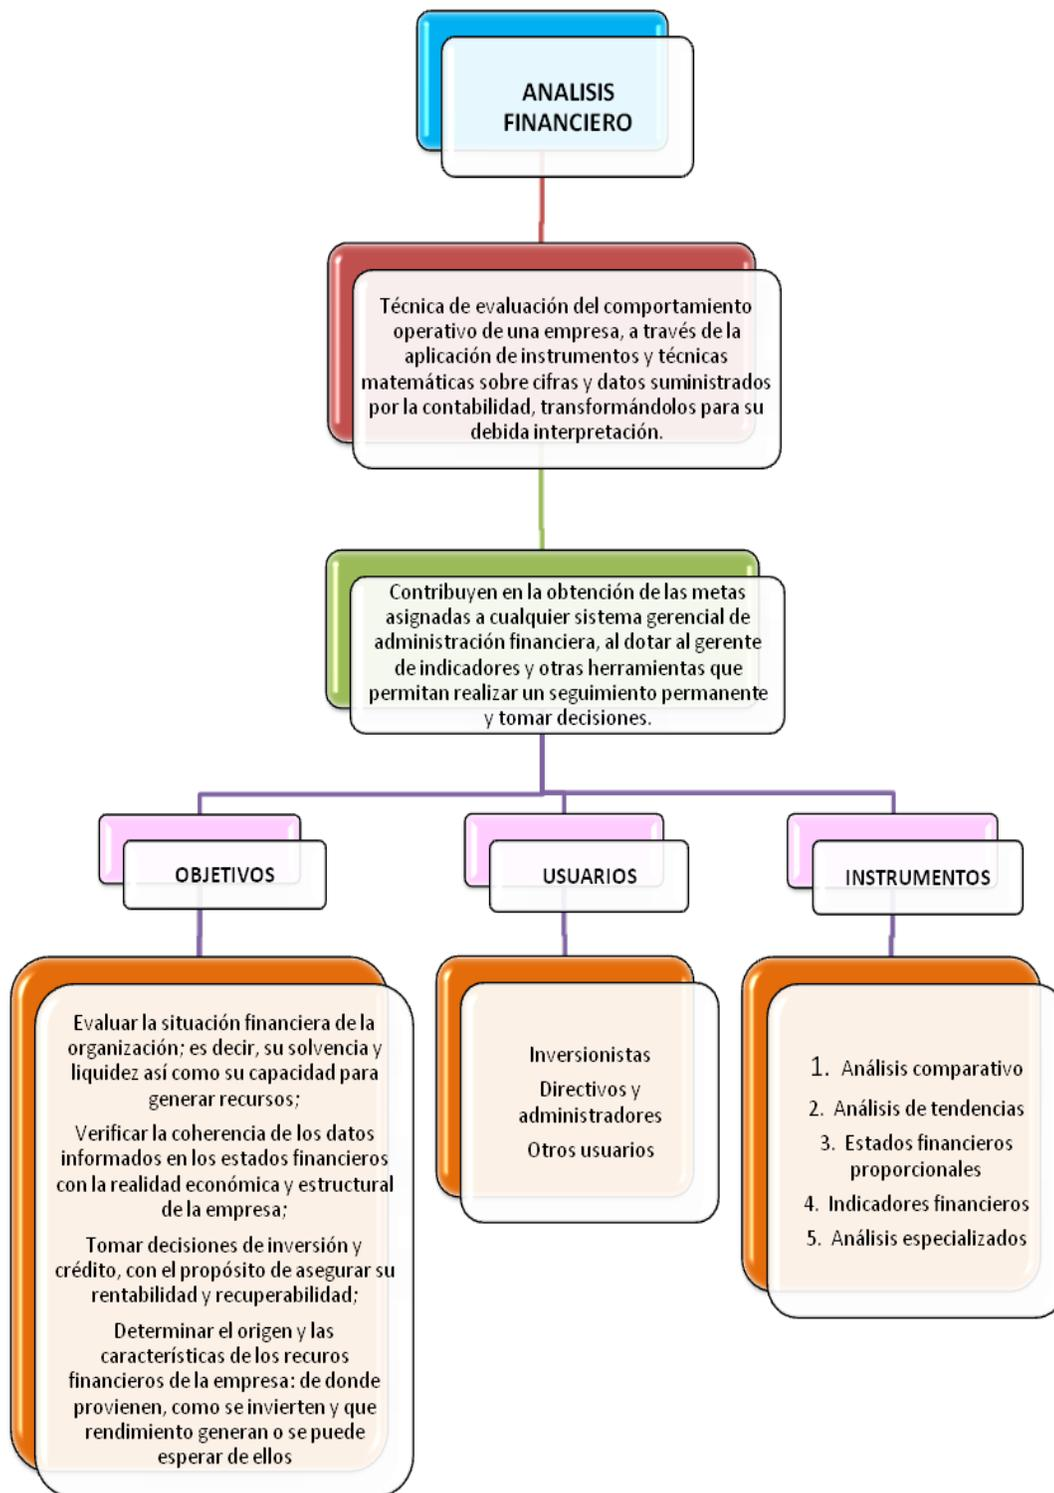 ANALISIS
FINANCIERO
Técnica de evaluación del comportamiento
operativo de una empresa, a través de la
aplicación de instrumentos y técnicas
matemáticas sobre cifras y datos suministrados
por la contabilidad, transformándolos para su
debida interpretación.
Contribuyen en la obtención de las metas
asignadas a cualquier sistema gerencial de
administración financiera, al dotar al gerente
de indicadores y otras herramientas que
permitan realizar un seguimiento permanente
y tomar decisiones.
OBJETIVOS
Evaluar la situación financiera de la
organización; es decir, su solvencia y
liquidez así como su capacidad para
generar recursos;
Verificar la coherencia de los datos
informados en los estados financieros
con la realidad económica y estructural
de la empresa;
Tomar decisiones de inversión y
crédito, con el propósito de asegurar su
rentabilidad y recuperabilidad;
Determinar el origen y las
características de los recuros
financieros de la empresa: de donde
provienen, como se invierten y que
rendimiento generan o se puede
esperar de ellos
USUARIOS
Inversionistas
Directivos y
administradores
Otros usuarios
INSTRUMENTOS
1. Análisis comparativo
2. Análisis de tendencias
3. Estados financieros
proporcionales
4. Indicadores financieros
5. Análisis especializados